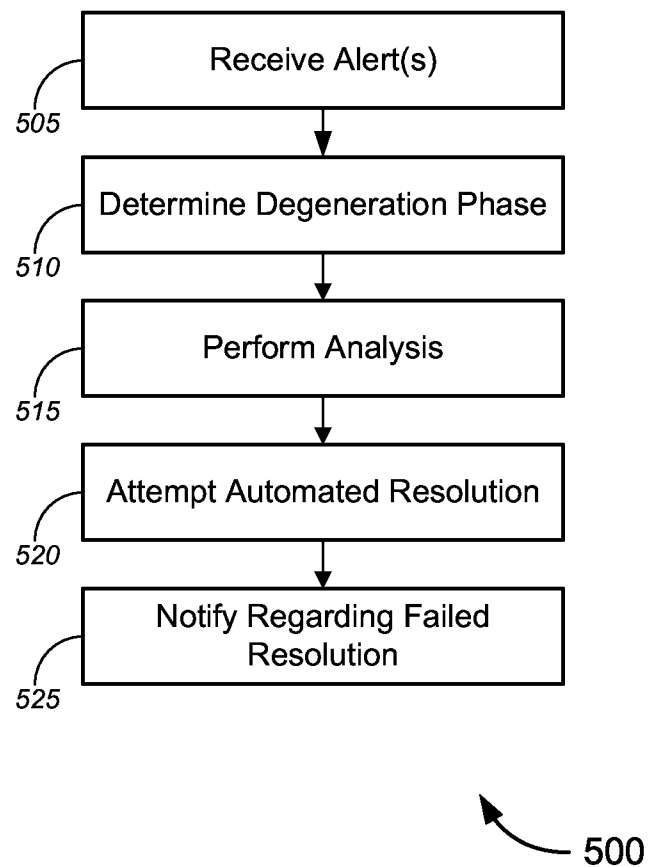 Receive Alert(s)
505
Determine Degeneration Phase
510
Perform Analysis
515
Attempt Automated Resolution
520
Notify Regarding Failed
Resolution
525
500